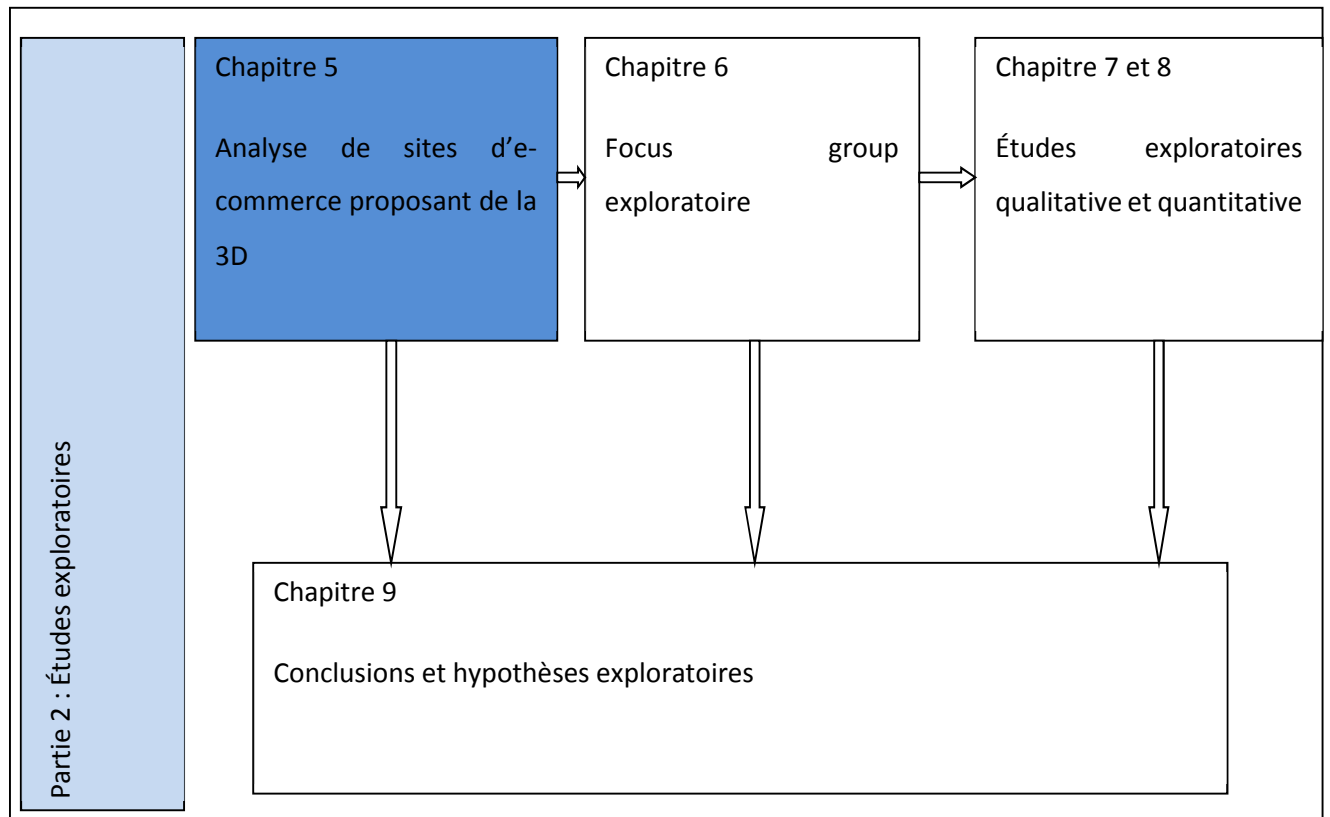 Partie 2 : Études exploratoires
Chapitre 5
Analyse de sites d’e-
commerce proposant de la
3D
Chapitre 6
Focus group
exploratoire
Chapitre 7 et 8
Études exploratoires
qualitative et quantitative
Chapitre 9
Conclusions et hypothèses exploratoires